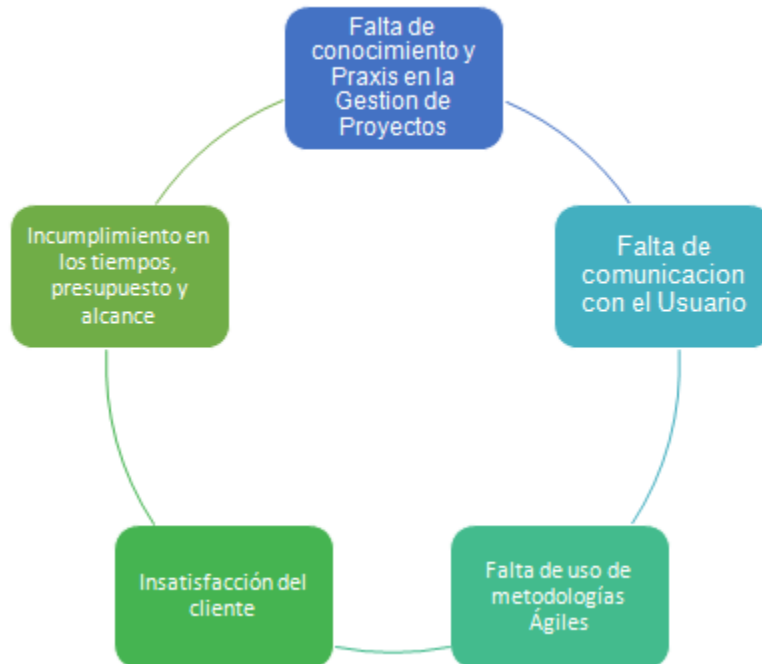 Falta de
conocimiento y
Praxis en la
Gestion de
Proyectos
Falta de
comunicacion
con el Usuario
Falta de uso de
metodologías
Ágiles
Insatisfacción del
cliente
Incumplimiento en
los tiempos,
presupuesto y
alcance